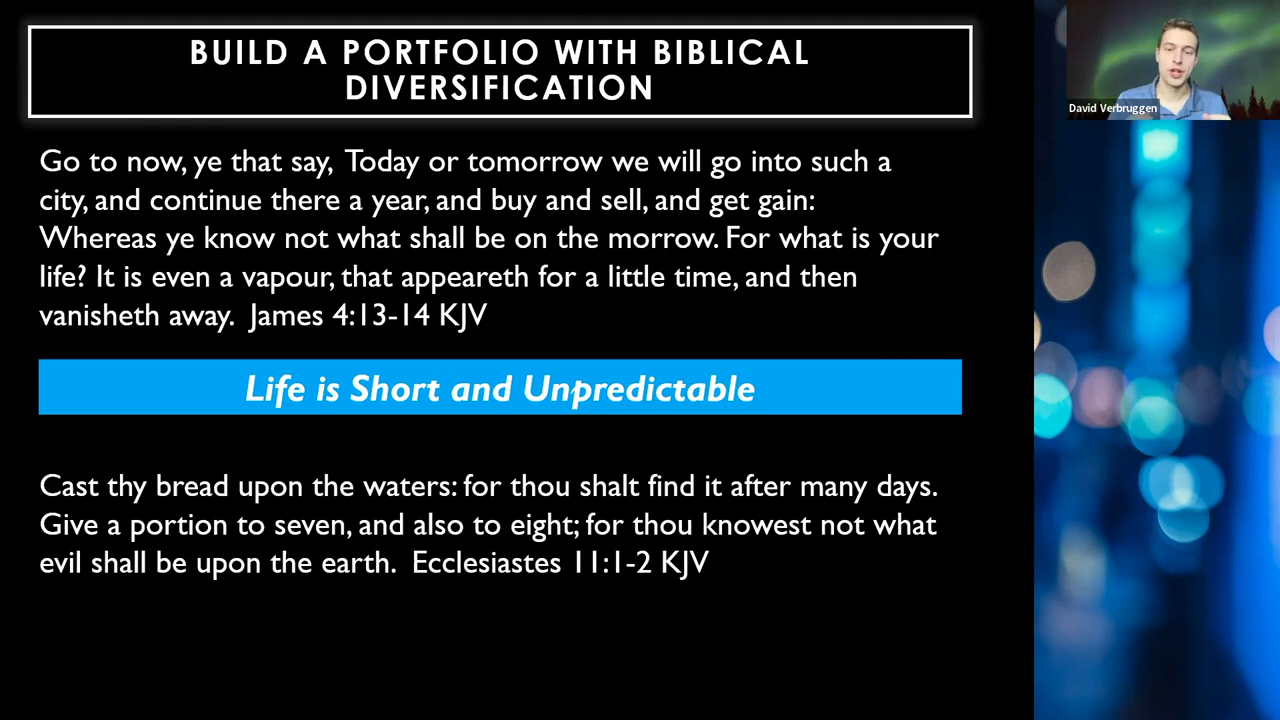 BUILD A PORTFOLIO WITH BIBLICAL
DIVERSIFICATION
David Verbruggen
Go to now, ye that say, Today or tomorrow we will go into such a
city, and continue there a year, and buy and sell, and get gain:
Whereas ye know not what shall be on the morrow. For what is your
life? It is even a vapour, that appeareth for a little time, and then
vanisheth away. James 4:13-14 KJV
Life is Short and Unpredictable
Cast thy bread upon the waters: for thou shalt find it after many days.
Give a portion to seven, and also to eight; for thou knowest not what
evil shall be upon the earth. Ecclesiastes 11:1-2 KJV